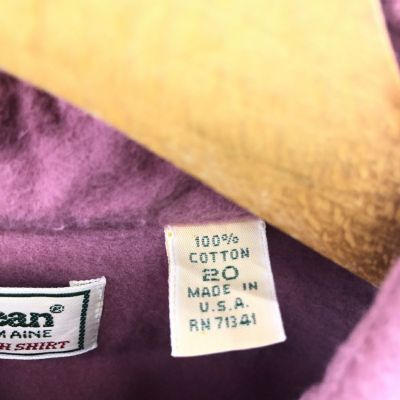 ean®
MAINE
H SHIRT
100%
COTTON
20
MADE IN
U.S.A.
RN 71341